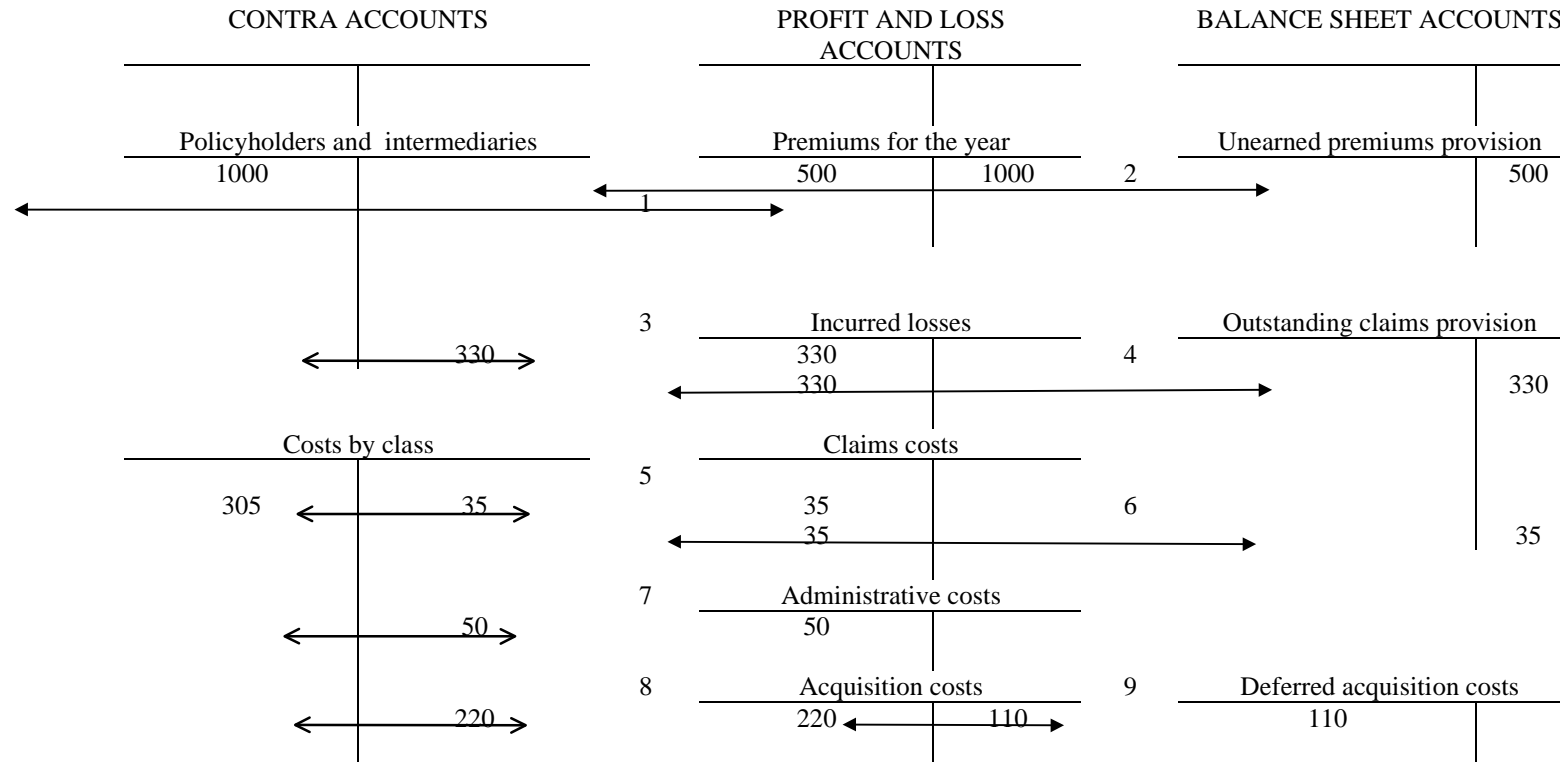 CONTRA ACCOUNTS PROFIT AND LOSS BALANCE SHEET ACCOUNTS
ACCOUNTS
Policyholders and intermediaries Premiums for the year Unearned premiums provision
1000 500 1000 2 500
1
3 Incurred losses Outstanding claims provision
330 330 4
330 330
Costs by class Claims costs
5
305 35 35 6
35 35
7 Administrative costs
50 50
8 Acquisition costs 9 Deferred acquisition costs
220 220 110 110